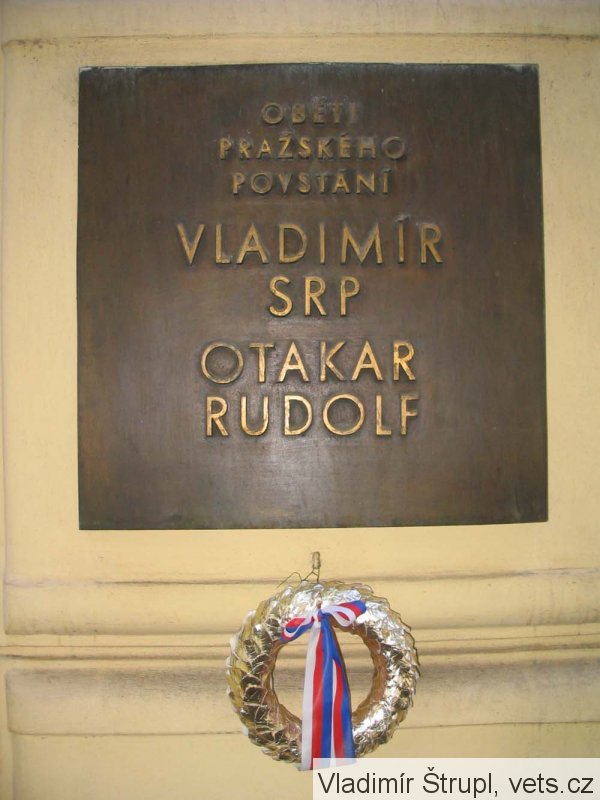 OBĚTI
PRAŽSKÉHO
POVSTÁNÍ
VLADIMÍR
SRP
OTAKAR
RUDOLF
Vladimír Štrupl, vets.cz